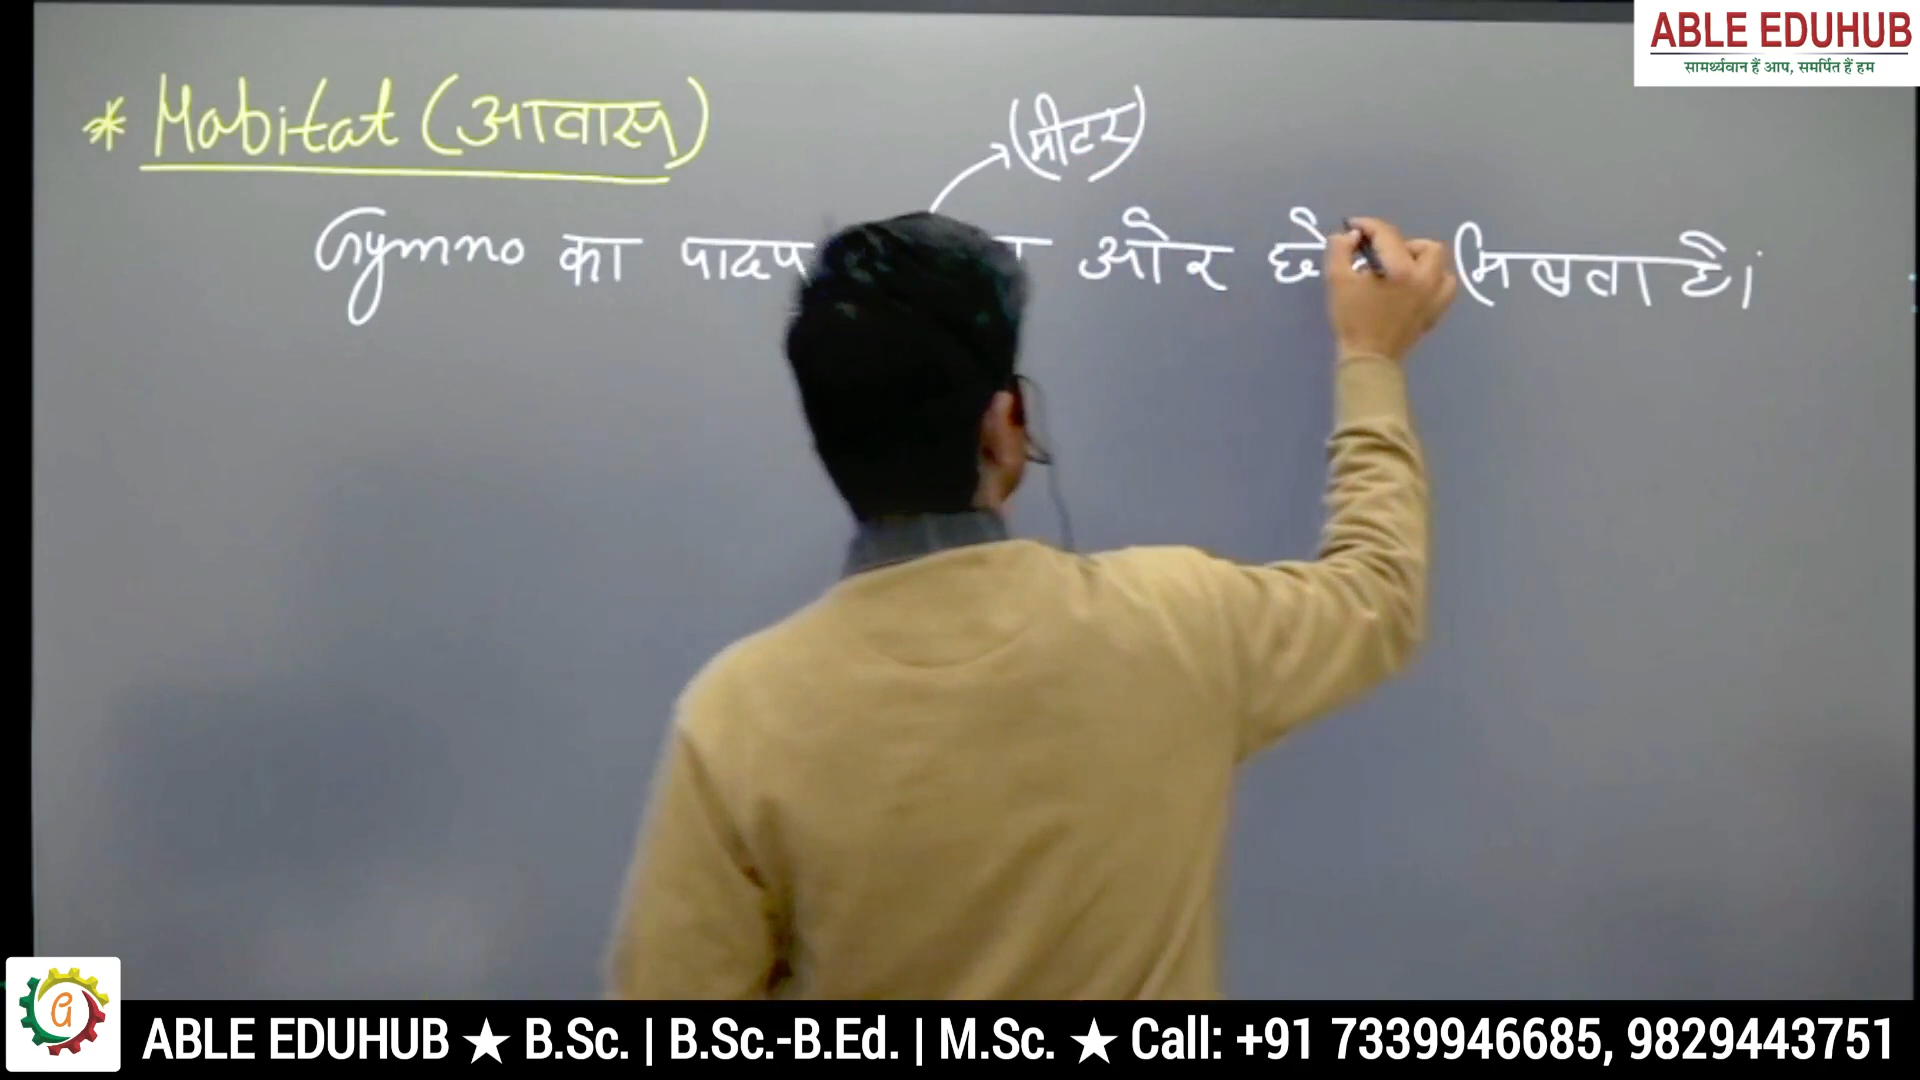 ABLE EDUHUB
सामर्थ्यवान हैं आप, समर्पित हैं हम
* Habitat (आवास)
(मीटर)
Gymno का पादप और मिलता है।
ABLE EDUHUB ★ B.Sc. | B.Sc.-B.Ed. | M.Sc. ★ Call: +91 7339946685, 9829443751